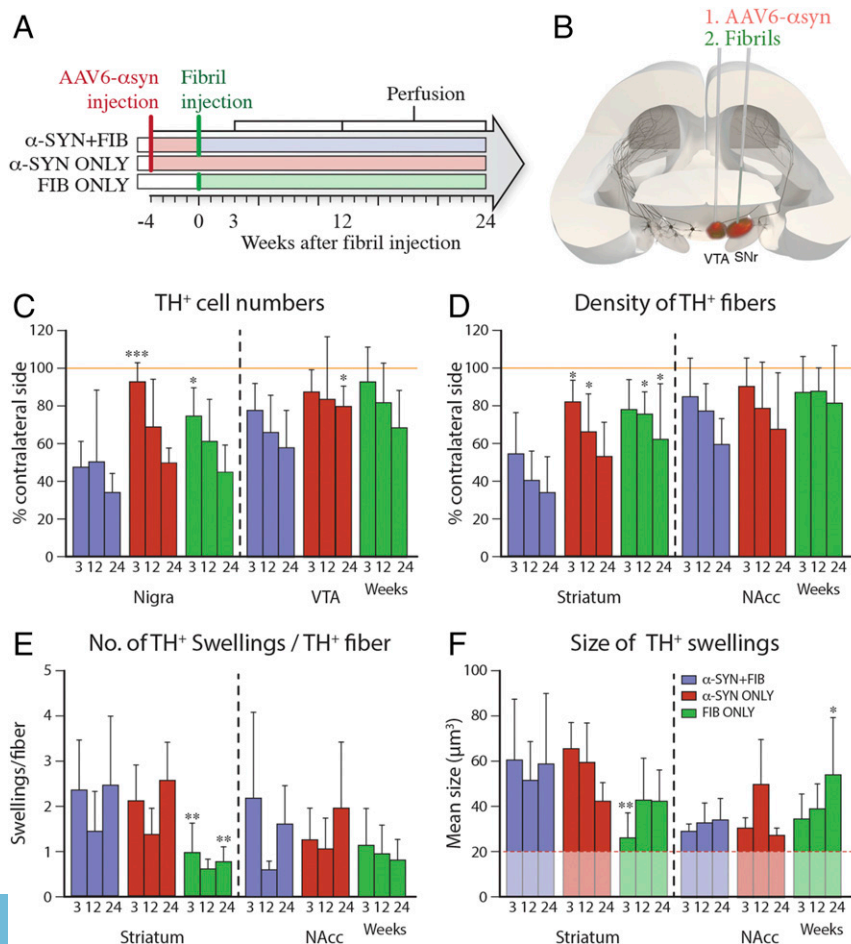 A
AAV6-αsyn
injection
Fibril
injection
Perfusion
α-SYN+FIB
α-SYN ONLY
FIB ONLY
-4 0 3 12 24
Weeks after fibril injection
B
1. AAV6-αsyn
2. Fibrils
VTA SNr
C TH⁺ cell numbers
% contralateral side
120
100
80
60
40
20
0
*** * *
3 12 24 3 12 24 3 12 24 3 12 24 3 12 24 3 12 24
Nigra VTA Weeks
D Density of TH⁺ fibers
% contralateral side
120
100
80
60
40
20
0
* * * *
3 12 24 3 12 24 3 12 24 3 12 24 3 12 24 3 12 24
Striatum NAcc Weeks
E No. of TH⁺ Swellings / TH⁺ fiber
Swellings/fiber
5
4
3
2
1
0
** **
3 12 24 3 12 24 3 12 24 3 12 24 3 12 24 3 12 24
Striatum NAcc Weeks
F Size of TH⁺ swellings
Mean size (μm³)
100
80
60
40
20
0
α-SYN+FIB
α-SYN ONLY
FIB ONLY
** *
3 12 24 3 12 24 3 12 24 3 12 24 3 12 24 3 12 24
Striatum NAcc Weeks